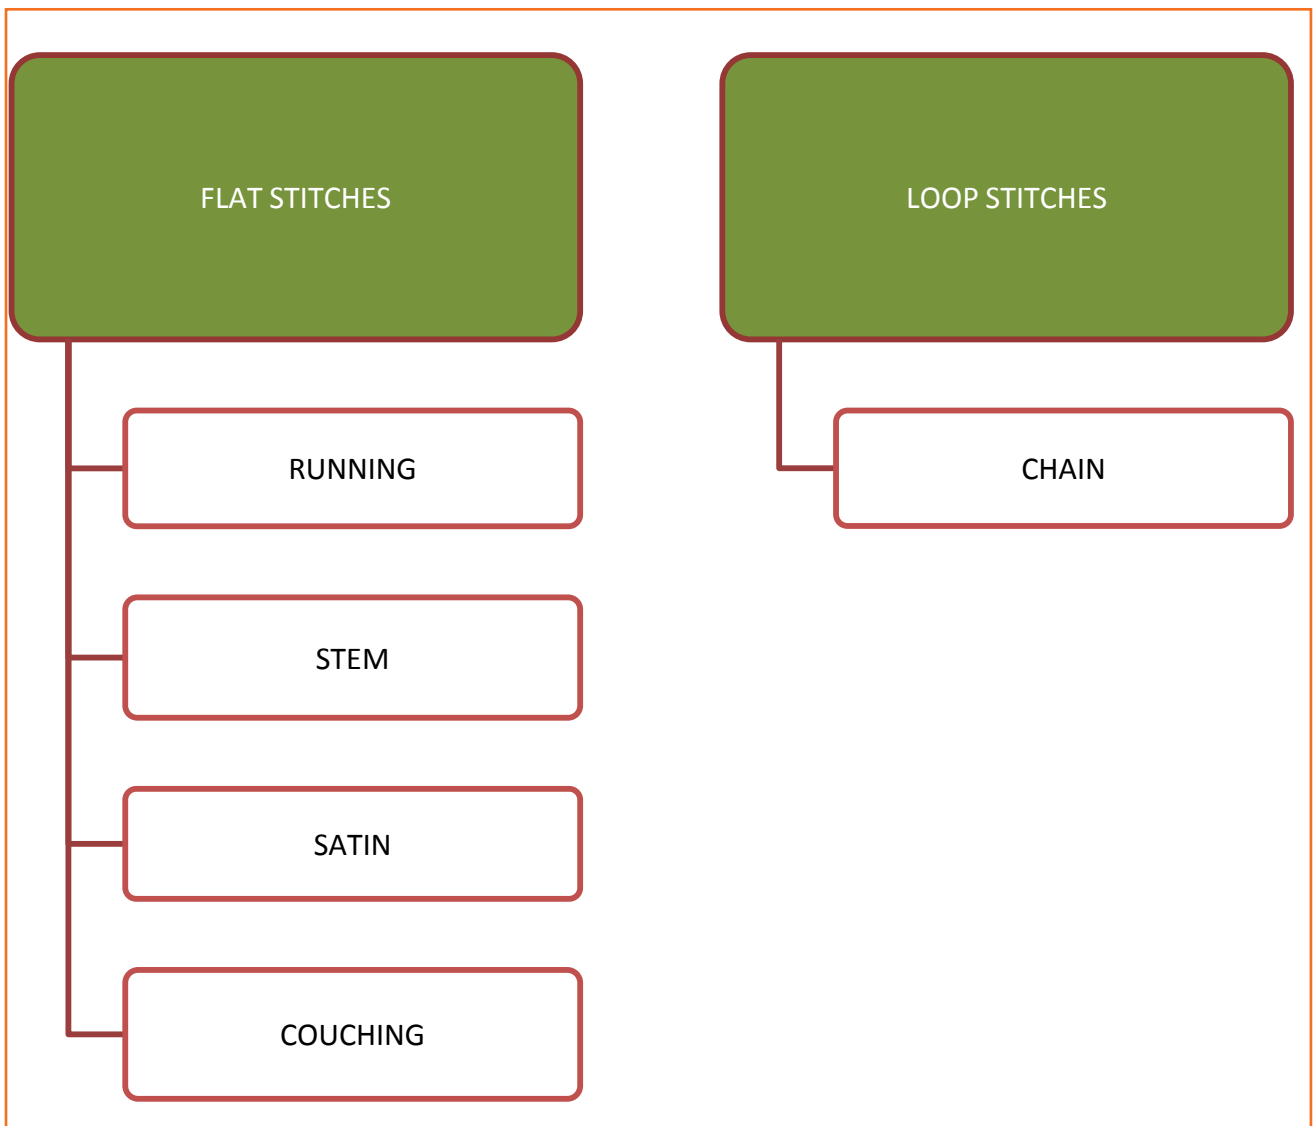 FLAT STITCHES
RUNNING
STEM
SATIN
COUCHING
LOOP STITCHES
CHAIN